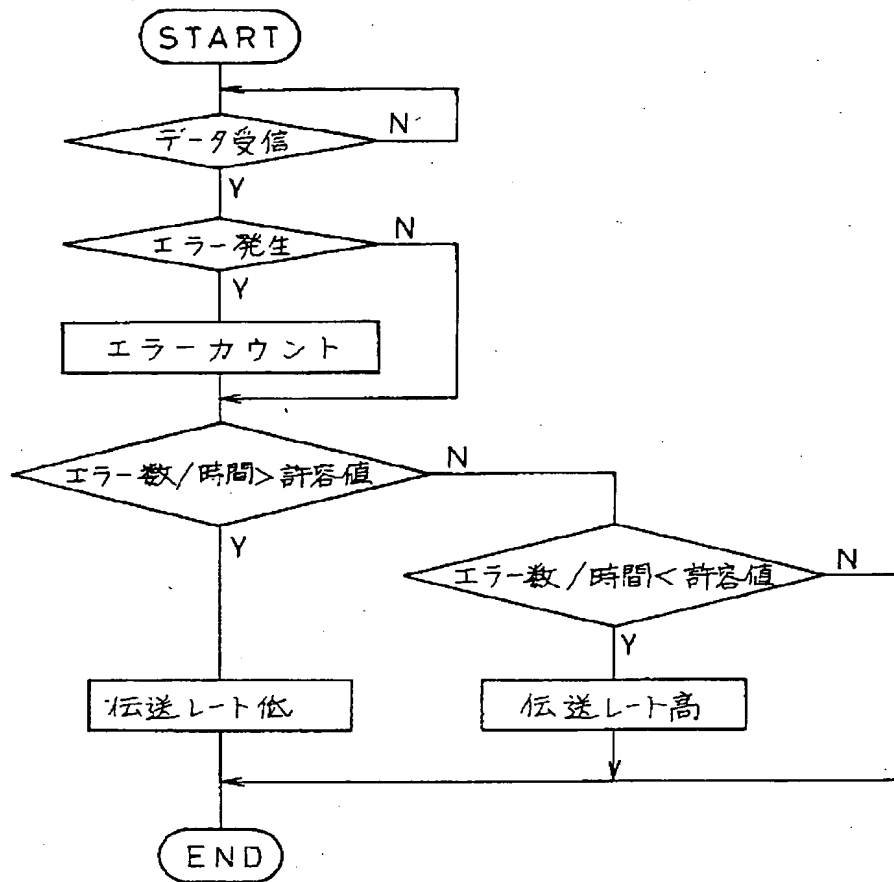 START
データ受信
N
Y
エラー発生
N
Y
エラーカウント
エラー数/時間>許容値
N
Y
エラー数/時間<許容値
N
Y
伝送レート低
伝送レート高
END